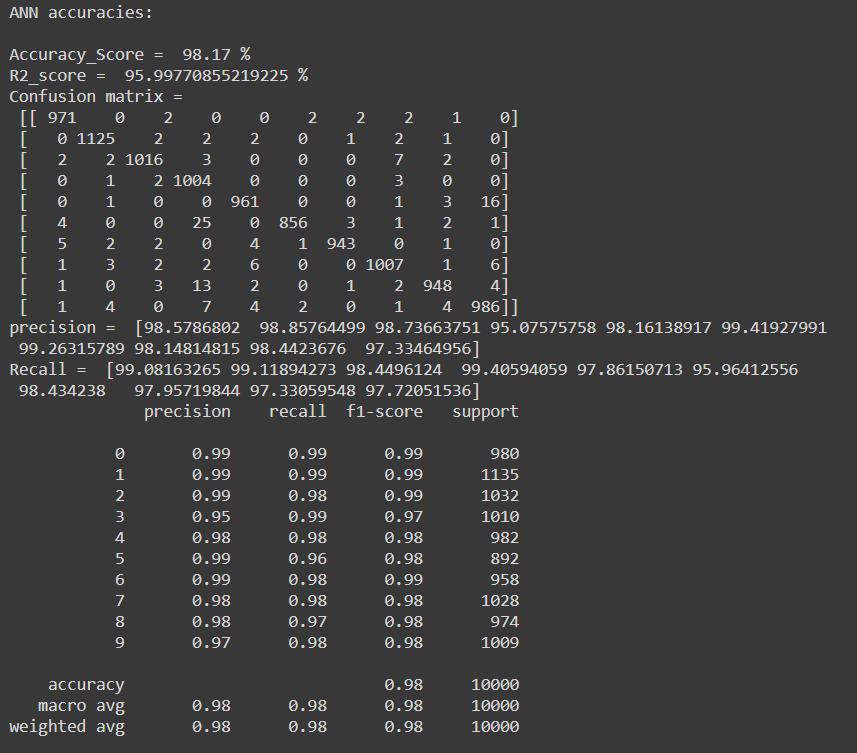 ANN accuracies:
Accuracy_Score =  98.17 %
R2_score =  95.99770855219225 %
Confusion matrix =
[[ 971    0    2    0    0    2    2    2    1    0]
[   0 1125    2    2    2    0    1    2    1    0]
[   2    2 1016    3    0    0    0    7    2    0]
[   0    1    2 1004    0    0    0    3    0    0]
[   0    1    0    0  961    0    0    1    3   16]
[   4    0    0   25    0  856    3    1    2    1]
[   5    2    2    0    4    1  943    0    1    0]
[   1    3    2    2    6    0    0 1007    1    6]
[   1    0    3   13    2    0    1    2  948    4]
[   1    4    0    7    4    2    0    1    4  986]]
precision =  [98.5786802  98.85764499 98.73663751 95.07575758 98.16138917 99.41927991
99.26315789 98.14814815 98.4423676  97.33464956]
Recall =  [99.08163265 99.11894273 98.4496124  99.40594059 97.86150713 95.96412556
98.434238   97.95719844 97.33059548 97.72051536]
precision    recall  f1-score   support
0       0.99      0.99      0.99       980
1       0.99      0.99      0.99      1135
2       0.99      0.98      0.99      1032
3       0.95      0.99      0.97      1010
4       0.98      0.98      0.98       982
5       0.99      0.96      0.98       892
6       0.99      0.98      0.99       958
7       0.98      0.98      0.98      1028
8       0.98      0.97      0.98       974
9       0.97      0.98      0.98      1009
accuracy                           0.98     10000
macro avg       0.98      0.98      0.98     10000
weighted avg       0.98      0.98      0.98     10000